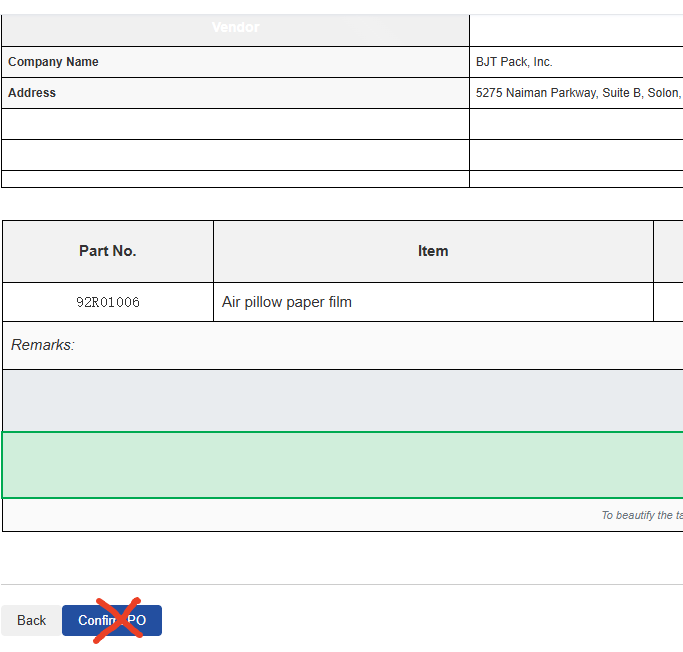 Vendor
Company Name BJT Pack, Inc.
Address 5275 Naiman Parkway, Suite B, Solon,
Part No. Item
92R01006 Air pillow paper film
Remarks:
To beautify the ta
Back Confirm PO